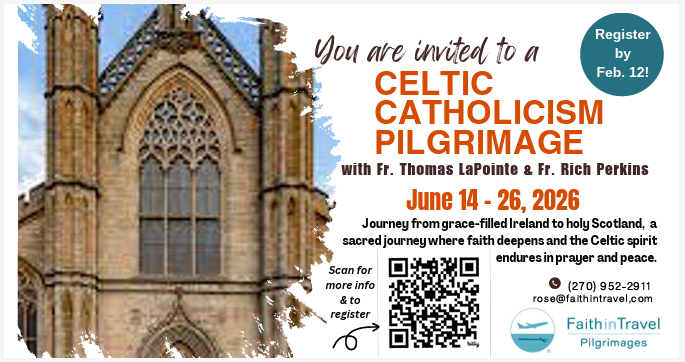 You are invited to a
Register
by
Feb. 12!
CELTIC
CATHOLICISM
PILGRIMAGE
with Fr. Thomas LaPointe & Fr. Rich Perkins
June 14 - 26, 2026
Journey from grace-filled Ireland to holy Scotland, a
sacred journey where faith deepens and the Celtic spirit
endures in prayer and peace.
Scan for
more info
& to
register
(270) 952-2911
rose@faithintravel,com
FaithinTravel
Pilgrimages